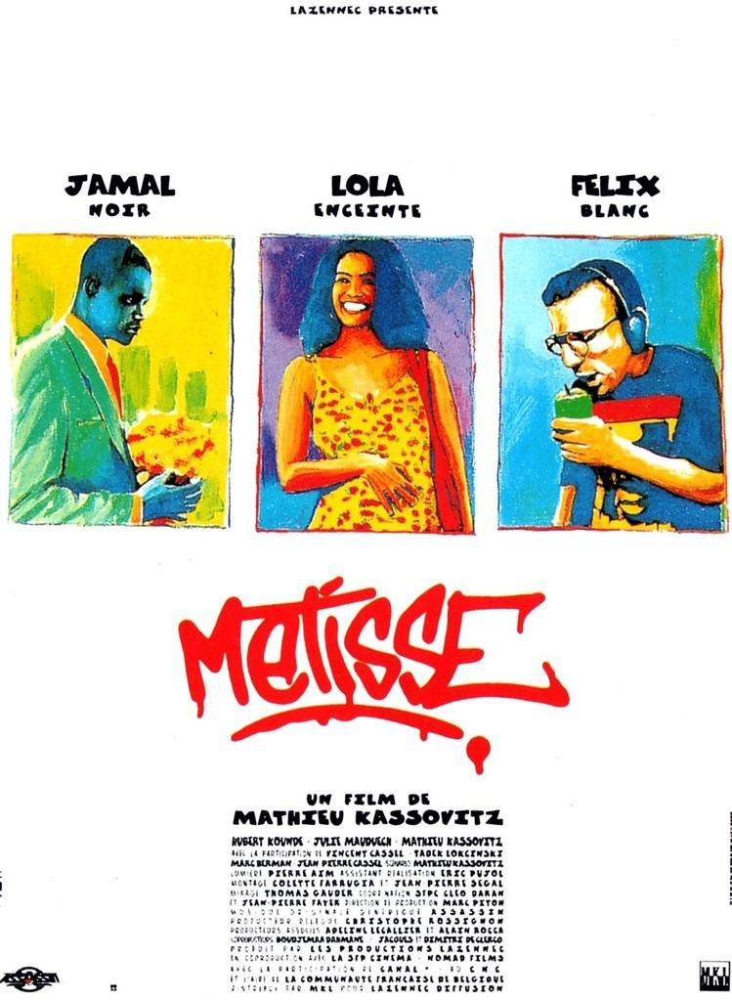 LAZENNEC PRESENTE
JAMAL
NOIR
LOLA
ENCEINTE
FELIX
BLANC
METISSE
UN FILM DE
MATHIEU KASSOVITZ
HUBERT KOUNDE · JULIE MAUDUECH · MATHIEU KASSOVITZ
AVEC LA PARTICIPATION DE VINCENT CASSEL · TADEK LOKCINSKI
MARC BERMAN JEAN PIERRE CASSEL SCENARIO MATHIEU KASSOVITZ
LUMIERE PIERRE AIM ASSISTANT REALISATION ERIC PUJOL
MONTAGE COLETTE FARRUGIA ET JEAN-PIERRE SEGAL
MIXAGE THOMAS GAUDER COORDINATION STPC CLEO DARAN
ET JEAN-PIERRE FAYER DIRECTION DE PRODUCTION MARC PITON
MUSIQUE ORIGINALE GENERIQUE ASSASSIN
PRODUCTEUR DELEGUE CHRISTOPHE ROSSIGNON
PRODUCTEURS ASSOCIES ADELINE LECALLIER ET ALAIN ROCCA
COPRODUCTEURS BOUDJEMAA DAHMANE · JACQUES ET DIMITRI DE CLERCQ
PRODUIT PAR LES PRODUCTIONS LAZENNEC
EN COPRODUCTION AVEC LA SFP CINEMA · NOMAD FILMS
AVEC LA PARTICIPATION DE CANAL + · DU CNC
ET L'AIDE DE LA COMMUNAUTE FRANCAISE DE BELGIQUE
DISTRIBUE PAR MKL POUR LAZENNEC DIFFUSION
ASSASSIN
MKL